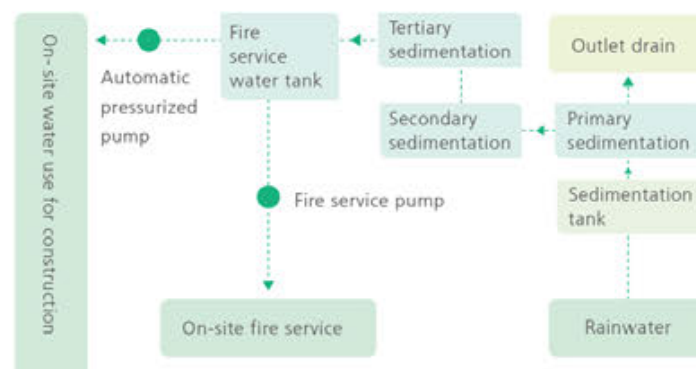 On- site water use for construction
Automatic
pressurized
pump
Fire
service
water tank
Tertiary
sedimentation
Outlet drain
Secondary
sedimentation
Primary
sedimentation
Sedimentation
tank
Fire service pump
On-site fire service
Rainwater